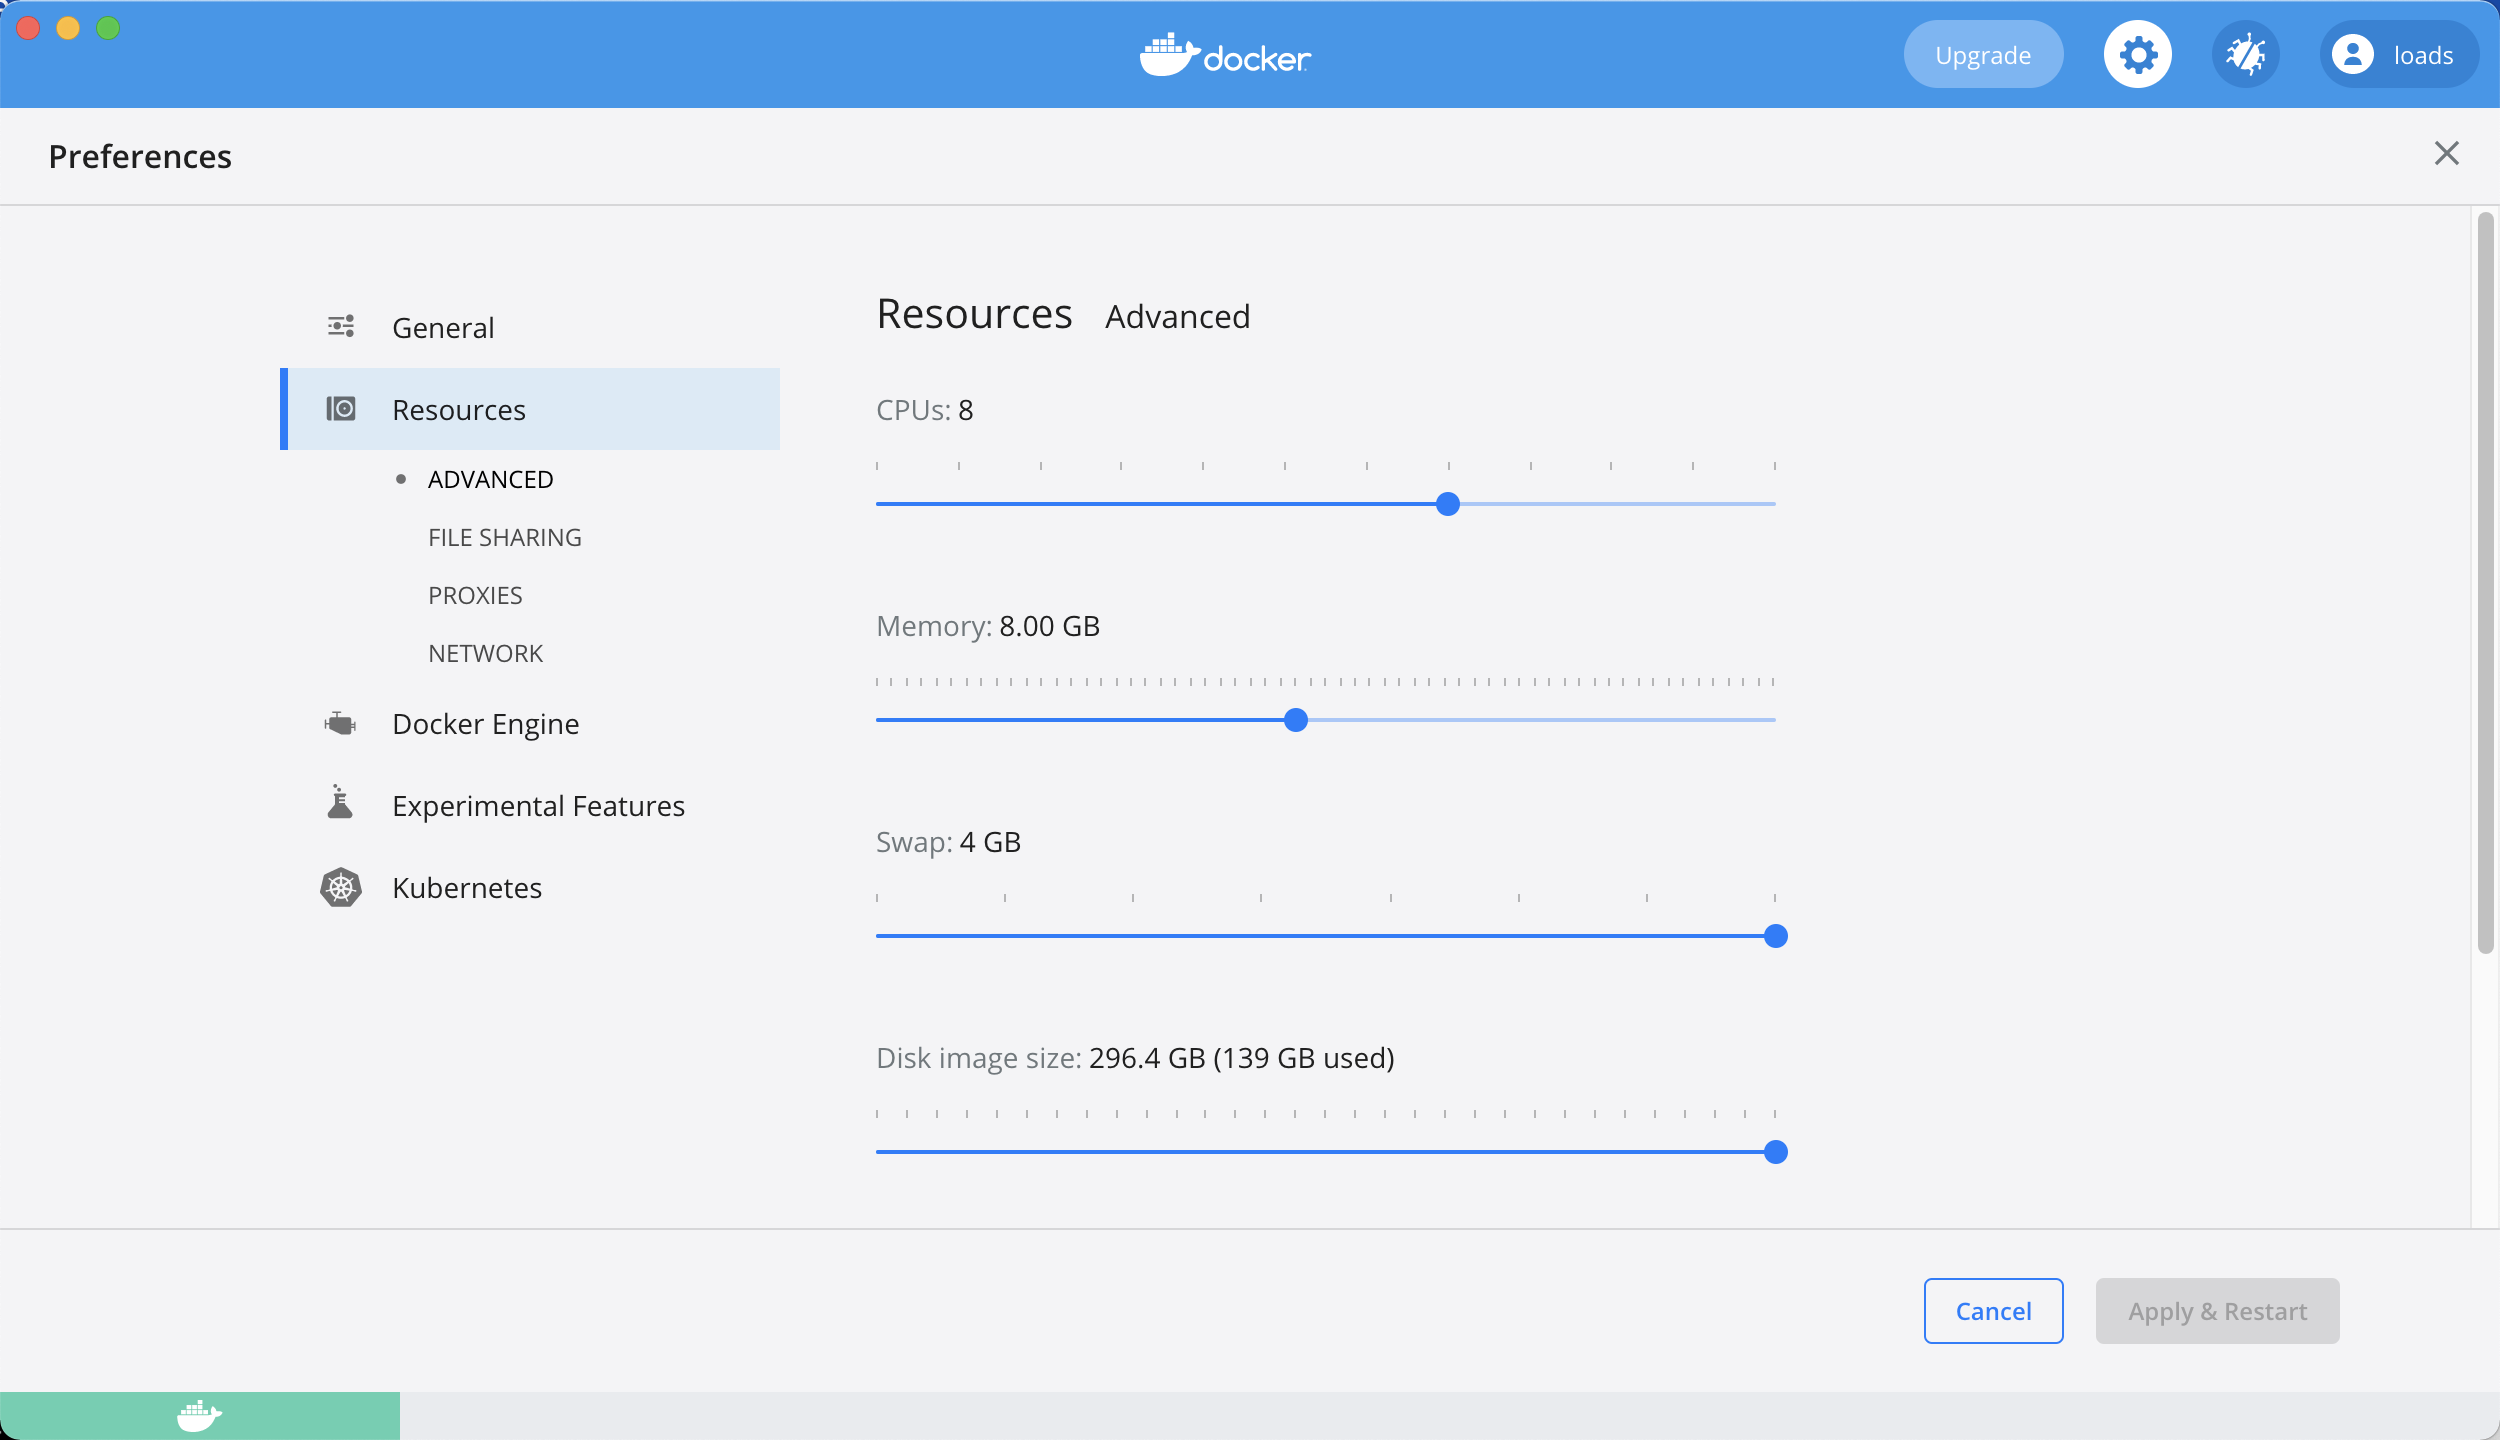 docker
Upgrade
loads
Preferences
General
Resources
ADVANCED
FILE SHARING
PROXIES
NETWORK
Docker Engine
Experimental Features
Kubernetes
Resources Advanced
CPUs: 8
Memory: 8.00 GB
Swap: 4 GB
Disk image size: 296.4 GB (139 GB used)
Cancel
Apply & Restart